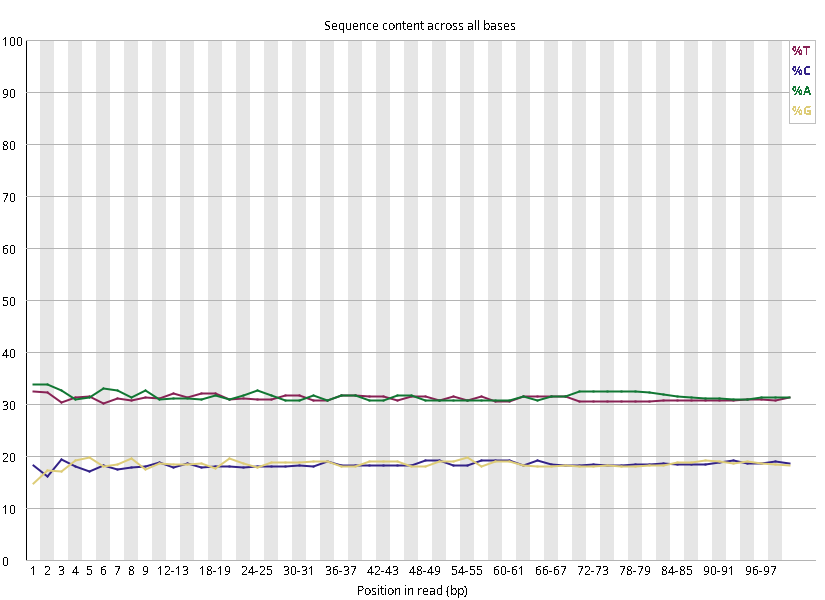 Sequence content across all bases
100
90
80
70
60
50
40
30
20
10
0
%T
%C
%A
%G
1 2 3 4 5 6 7 8 9 12-13 18-19 24-25 30-31 36-37 42-43 48-49 54-55 60-61 66-67 72-73 78-79 84-85 90-91 96-97
Position in read (bp)